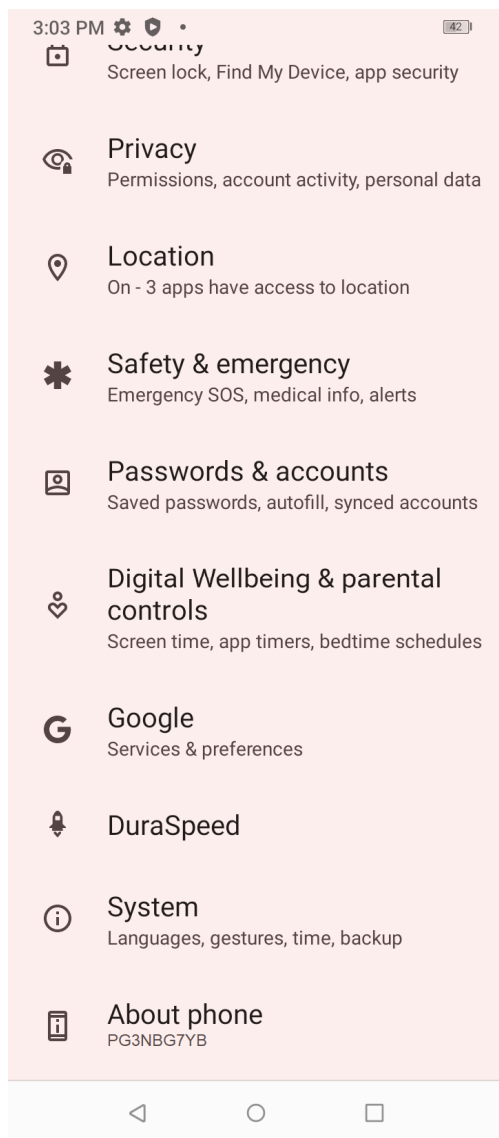 3:03 PM
42
Security
Screen lock, Find My Device, app security
Privacy
Permissions, account activity, personal data
Location
On - 3 apps have access to location
Safety & emergency
Emergency SOS, medical info, alerts
Passwords & accounts
Saved passwords, autofill, synced accounts
Digital Wellbeing & parental
controls
Screen time, app timers, bedtime schedules
Google
Services & preferences
DuraSpeed
System
Languages, gestures, time, backup
About phone
PG3NBG7YB